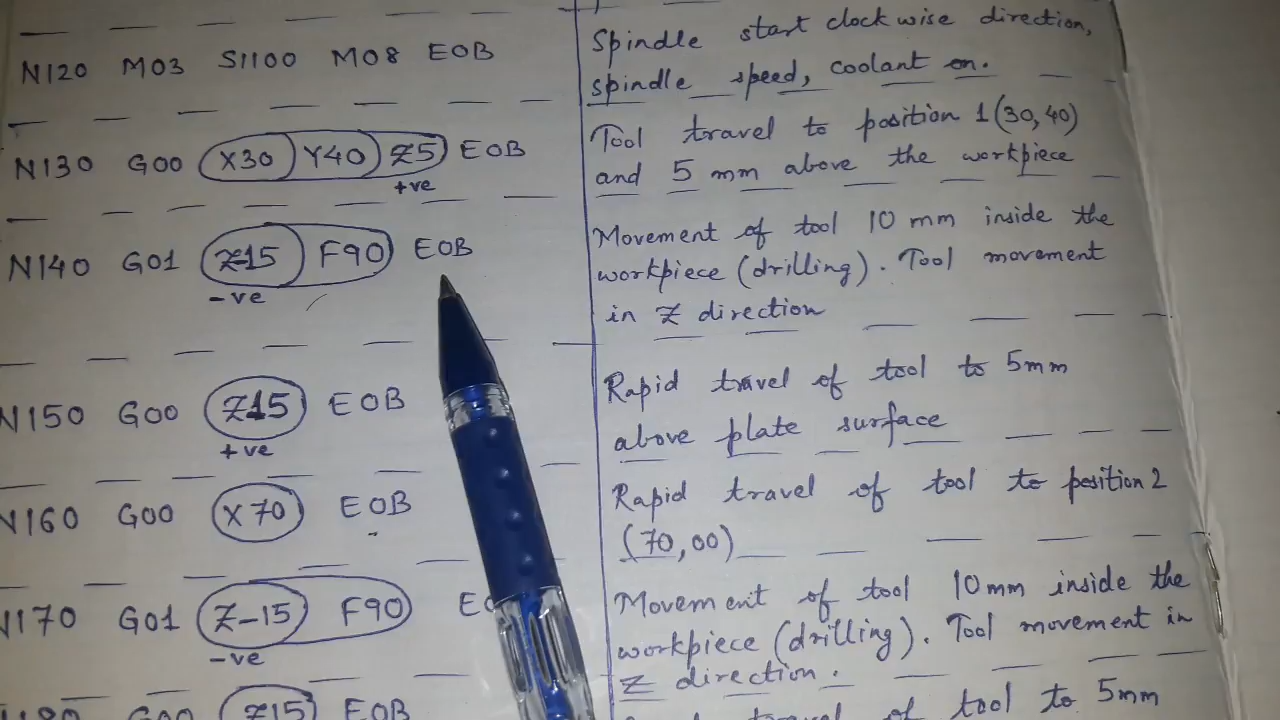 N120 M03 S1100 M08 EOB
Spindle start clockwise direction,
spindle speed, coolant on.
N130 G00 X30 Y40 Z5 EOB
+ve
Tool travel to position 1(30,40)
and 5 mm above the workpiece
N140 G01 Z-15 F90 EOB
-ve
Movement of tool 10 mm inside the
workpiece (drilling). Tool movement
in Z direction
N150 G00 Z15 EOB
+ve
Rapid travel of tool to 5mm
above plate surface
N160 G00 X70 EOB
Rapid travel of tool to position 2
(70,00)
N170 G01 Z-15 F90
-ve
Movement of tool 10mm inside the
workpiece (drilling). Tool movement in
Z direction.
G00 Z15 EOB
of tool to 5mm